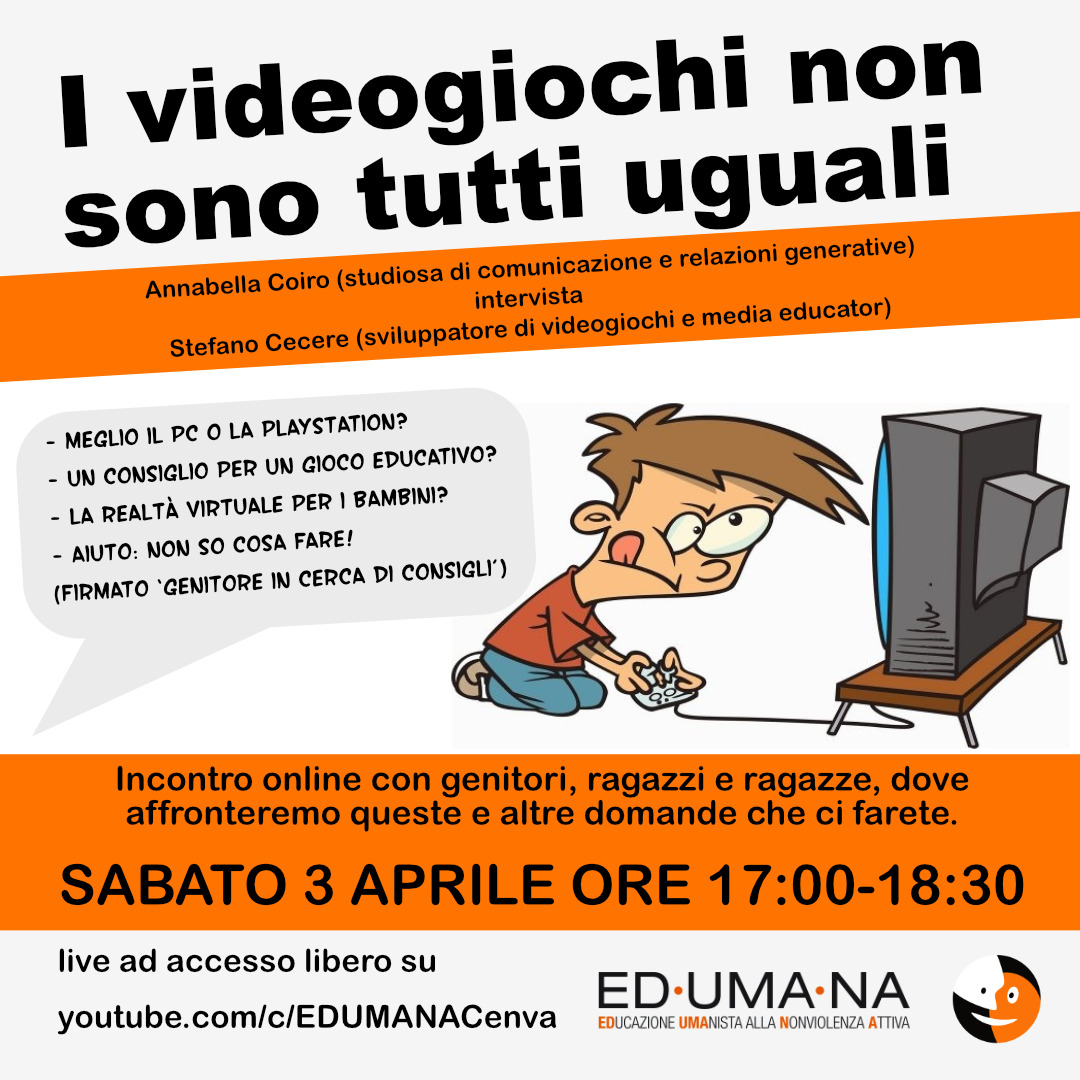 I videogiochi non
sono tutti uguali
Annabella Coiro (studiosa di comunicazione e relazioni generative)
intervista
Stefano Cecere (sviluppatore di videogiochi e media educator)
- MEGLIO IL PC O LA PLAYSTATION?
- UN CONSIGLIO PER UN GIOCO EDUCATIVO?
- LA REALTÀ VIRTUALE PER I BAMBINI?
- AIUTO: NON SO COSA FARE!
(FIRMATO 'GENITORE IN CERCA DI CONSIGLI')
Incontro online con genitori, ragazzi e ragazze, dove
affronteremo queste e altre domande che ci farete.
SABATO 3 APRILE ORE 17:00-18:30
live ad accesso libero su
youtube.com/c/EDUMANACenva
ED·UMA·NA
EDUCAZIONE UMANISTA ALLA NONVIOLENZA ATTIVA